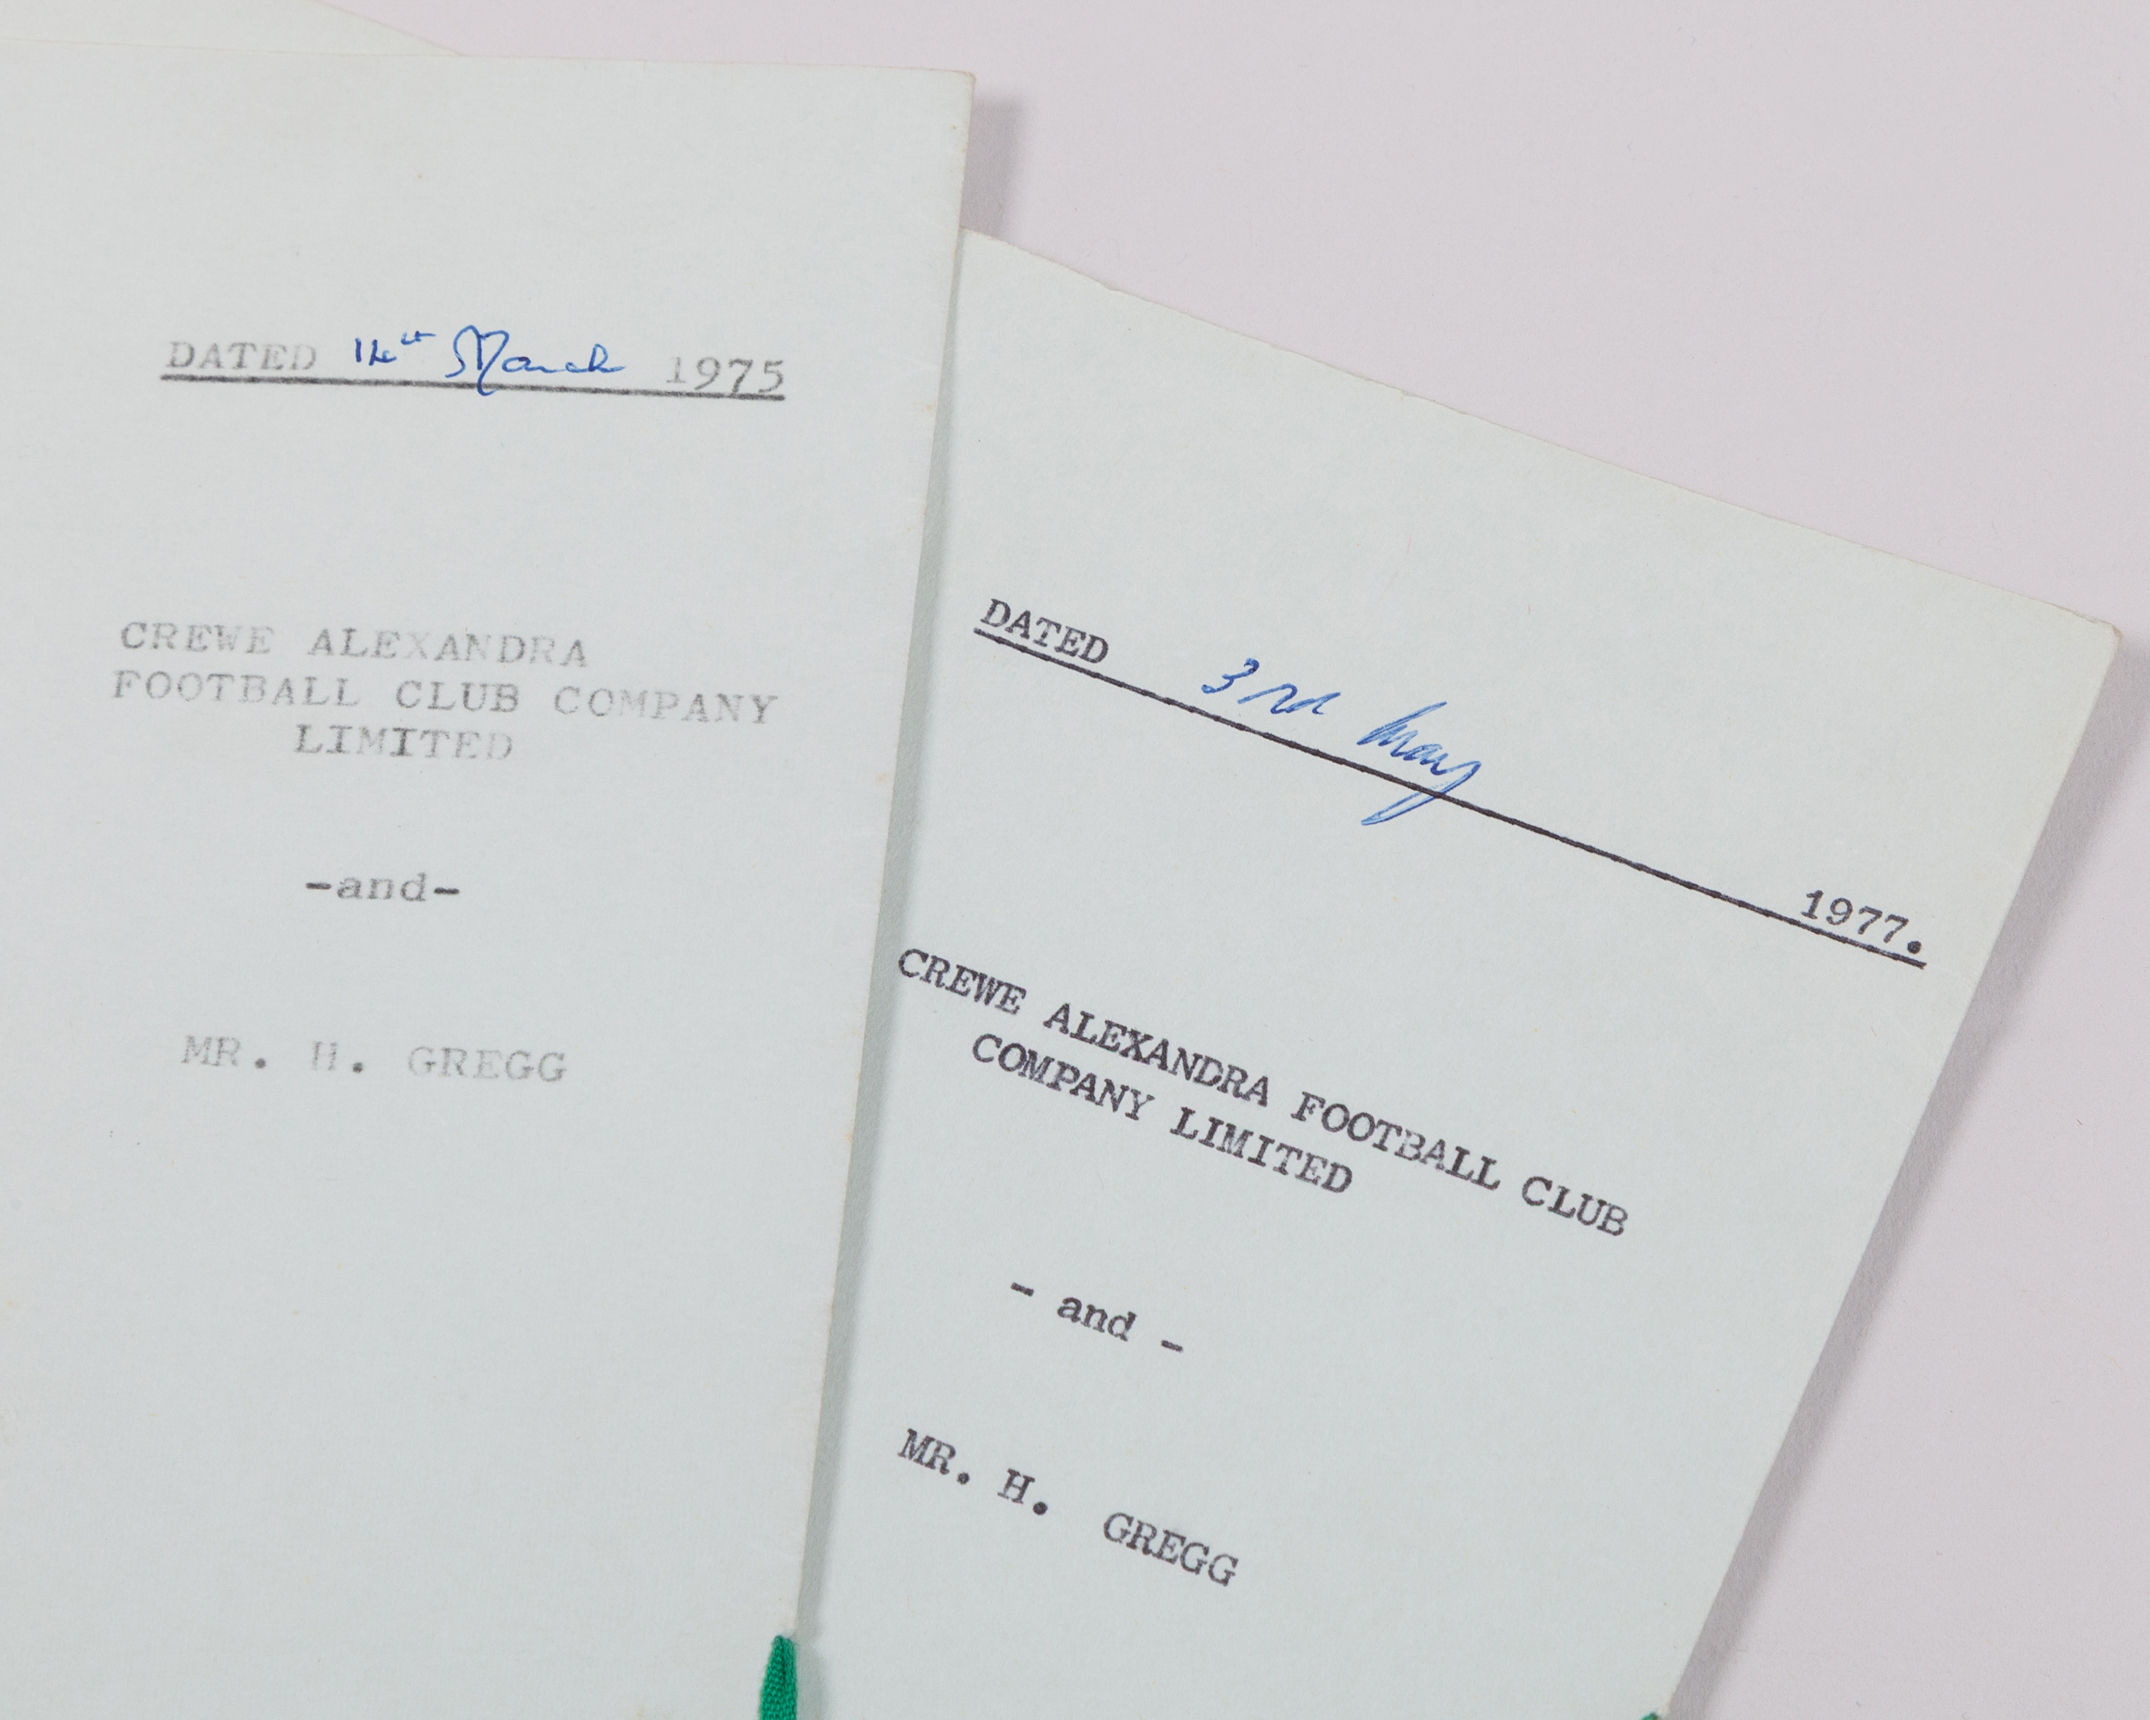 DATED 14th March 1975
CREWE ALEXANDRA
FOOTBALL CLUB COMPANY
LIMITED
-and-
MR. H. GREGG
DATED 3rd May 1977.
CREWE ALEXANDRA FOOTBALL CLUB
COMPANY LIMITED
- and -
MR. H. GREGG